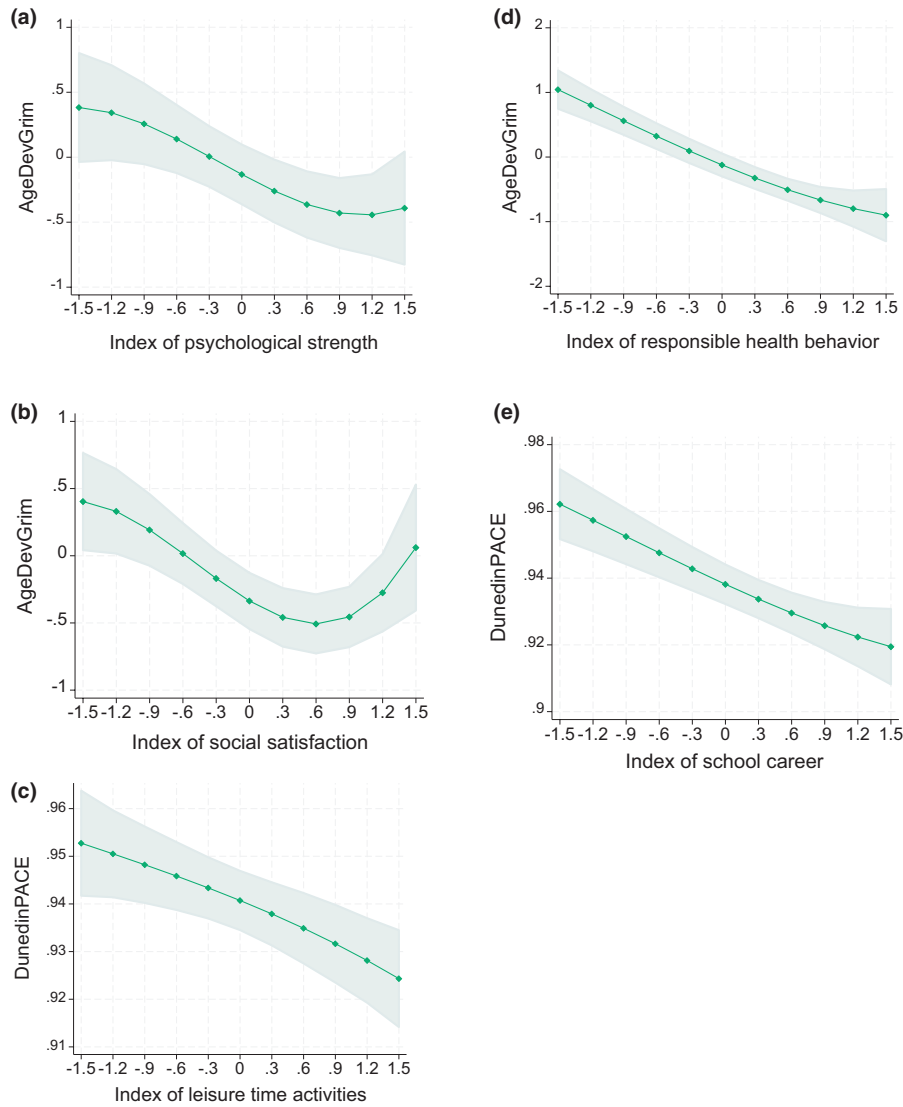 (a)
1
.5
0
-.5
-1
AgeDevGrim
-1.5 -1.2 -.9 -.6 -.3 0 .3 .6 .9 1.2 1.5
Index of psychological strength
(b)
1
.5
0
-.5
-1
AgeDevGrim
-1.5 -1.2 -.9 -.6 -.3 0 .3 .6 .9 1.2 1.5
Index of social satisfaction
(c)
.96
.95
.94
.93
.92
.91
DunedinPACE
-1.5 -1.2 -.9 -.6 -.3 0 .3 .6 .9 1.2 1.5
Index of leisure time activities
(d)
2
1
0
-1
-2
AgeDevGrim
-1.5 -1.2 -.9 -.6 -.3 0 .3 .6 .9 1.2 1.5
Index of responsible health behavior
(e)
.98
.96
.94
.92
.9
DunedinPACE
-1.5 -1.2 -.9 -.6 -.3 0 .3 .6 .9 1.2 1.5
Index of school career